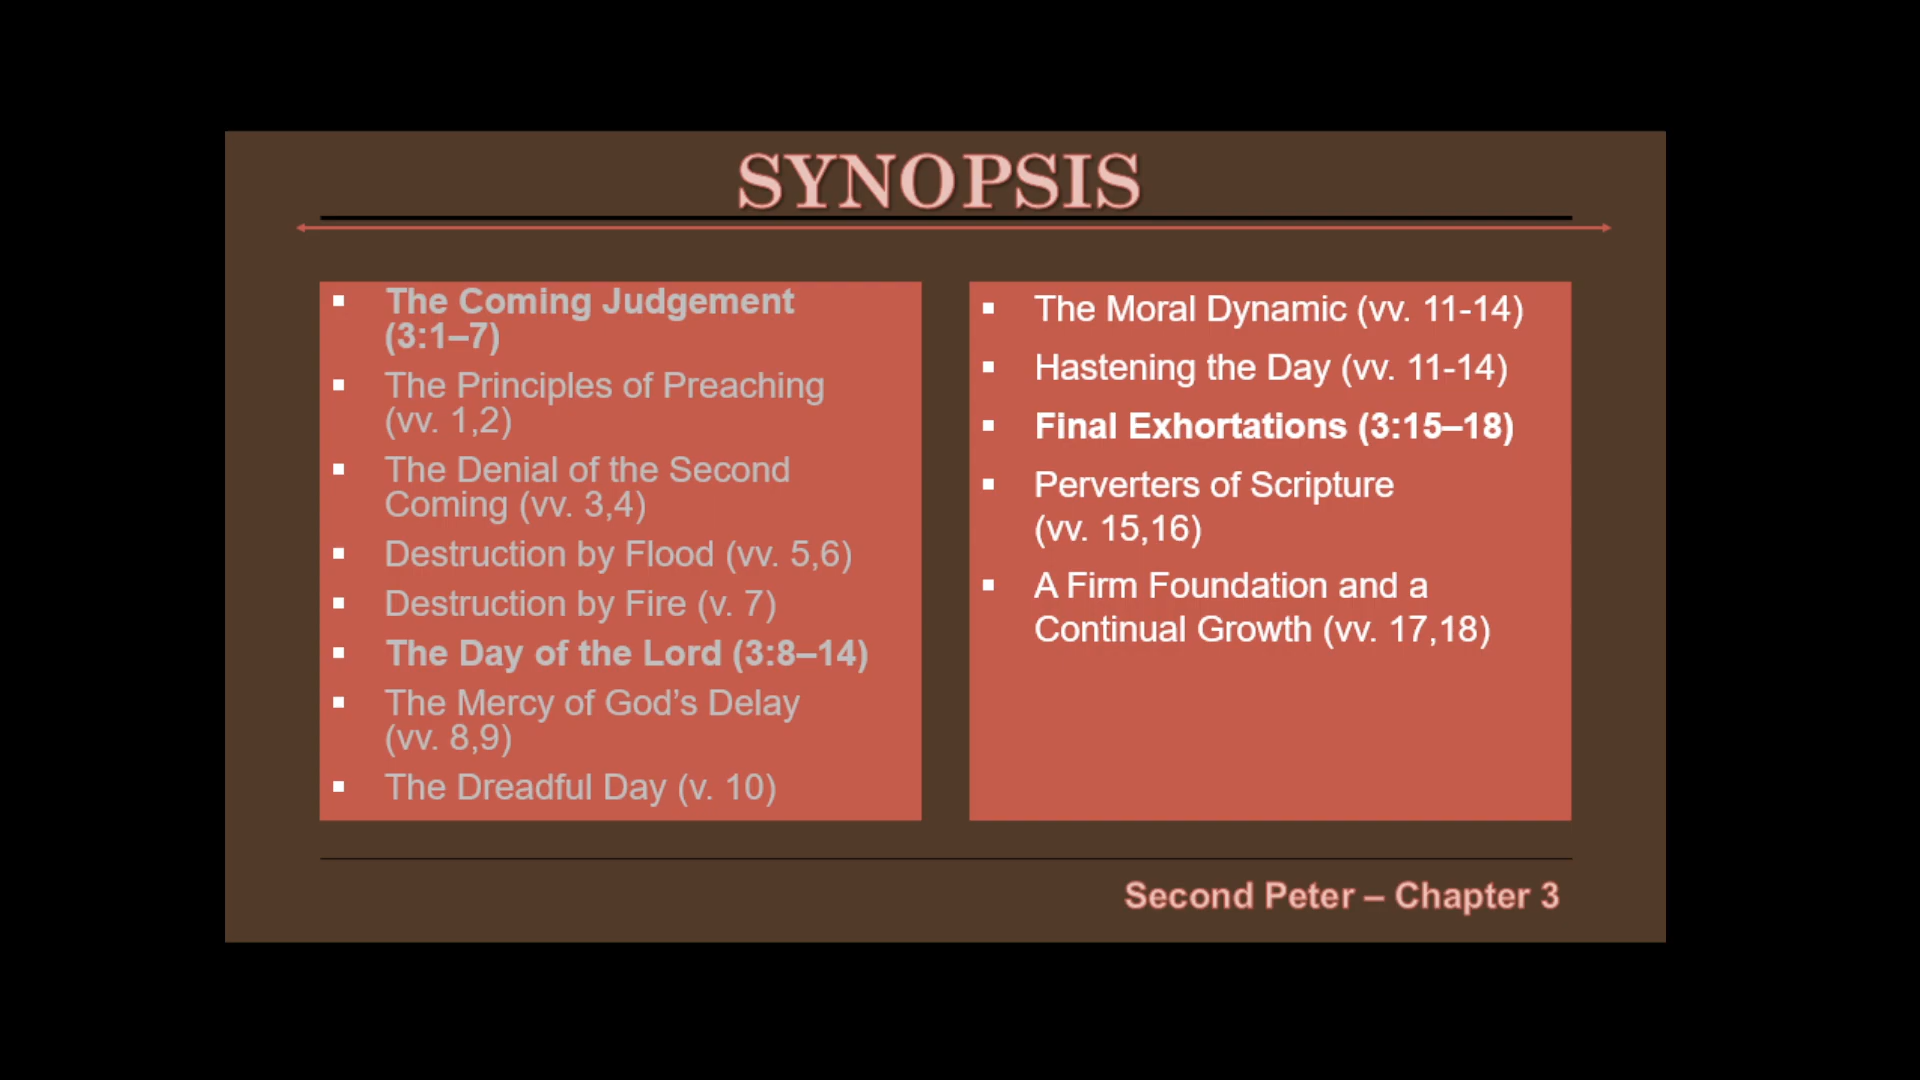 SYNOPSIS
▪ The Coming Judgement
(3:1–7)
▪ The Principles of Preaching
(vv. 1,2)
▪ The Denial of the Second
Coming (vv. 3,4)
▪ Destruction by Flood (vv. 5,6)
▪ Destruction by Fire (v. 7)
▪ The Day of the Lord (3:8–14)
▪ The Mercy of God’s Delay
(vv. 8,9)
▪ The Dreadful Day (v. 10)
▪ The Moral Dynamic (vv. 11-14)
▪ Hastening the Day (vv. 11-14)
▪ Final Exhortations (3:15–18)
▪ Perverters of Scripture
(vv. 15,16)
▪ A Firm Foundation and a
Continual Growth (vv. 17,18)
Second Peter – Chapter 3